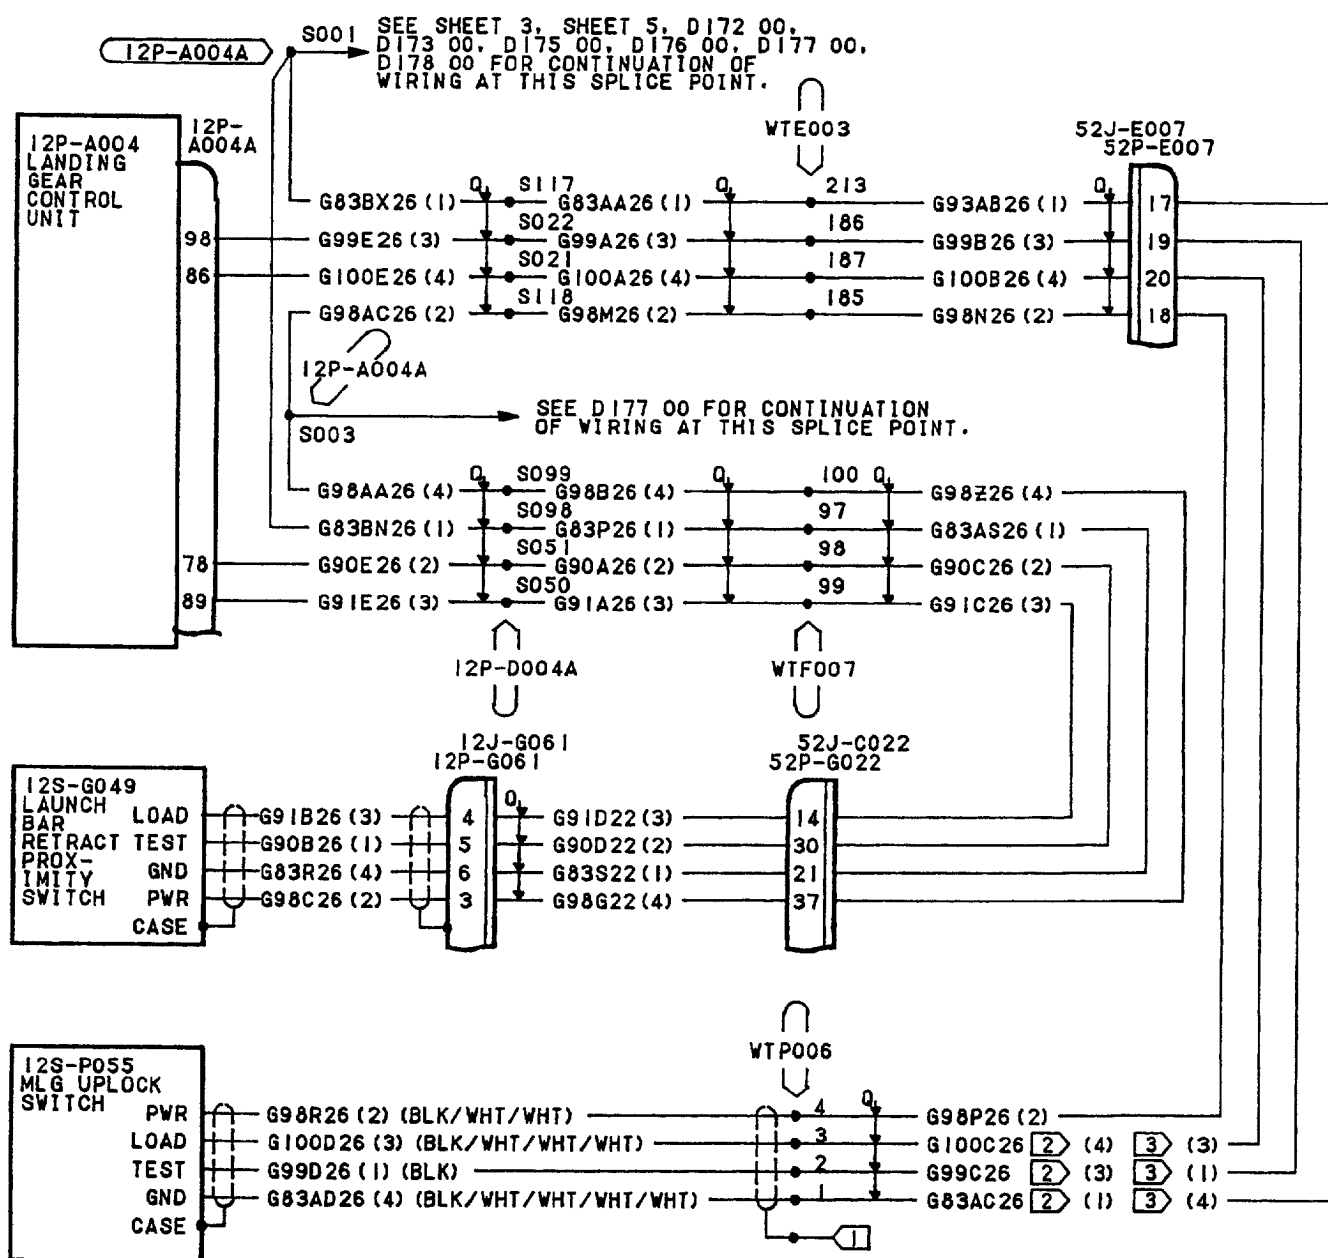 SEE SHEET 3, SHEET 5, D172 00,
D173 00, D175 00, D176 00, D177 00,
D178 00 FOR CONTINUATION OF
WIRING AT THIS SPLICE POINT.
12P-A004A
S001
WTE003
52J-E007
52P-E007
12P-A004
LANDING
GEAR
CONTROL
UNIT
12P-
A004A
G83BX26 (1) Q S117 G83AA26 (1) Q 213 G93AB26 (1) Q 17
98 G99E26 (3) S022 G99A26 (3) 186 G99B26 (3) 19
86 G100E26 (4) S021 G100A26 (4) 187 G100B26 (4) 20
G98AC26 (2) S118 G98M26 (2) 185 G98N26 (2) 18
12P-A004A
SEE D177 00 FOR CONTINUATION
OF WIRING AT THIS SPLICE POINT.
S003
G98AA26 (4) Q S099 G98B26 (4) Q 100 Q G98Z26 (4)
G83BN26 (1) S098 G83P26 (1) 97 G83AS26 (1)
78 G90E26 (2) S051 G90A26 (2) 98 G90C26 (2)
89 G91E26 (3) S050 G91A26 (3) 99 G91C26 (3)
12P-D004A
WTF007
12J-G061
12P-G061
52J-C022
52P-G022
12S-G049
LAUNCH
BAR
RETRACT
PROX-
IMITY
SWITCH
LOAD G91B26 (3) 4 Q G91D22 (3) 14
TEST G90B26 (1) 5 G90D22 (2) 30
GND G83R26 (4) 6 G83S22 (1) 21
PWR G98C26 (2) 3 G98G22 (4) 37
CASE
WTP006
12S-P055
MLG UPLOCK
SWITCH
PWR G98R26 (2) (BLK/WHT/WHT) 4 Q G98P26 (2)
LOAD G100D26 (3) (BLK/WHT/WHT/WHT) 3 G100C26 2 (4) 3 (3)
TEST G99D26 (1) (BLK) 2 G99C26 2 (3) 3 (1)
GND G83AD26 (4) (BLK/WHT/WHT/WHT/WHT) 1 G83AC26 2 (1) 3 (4)
CASE
1